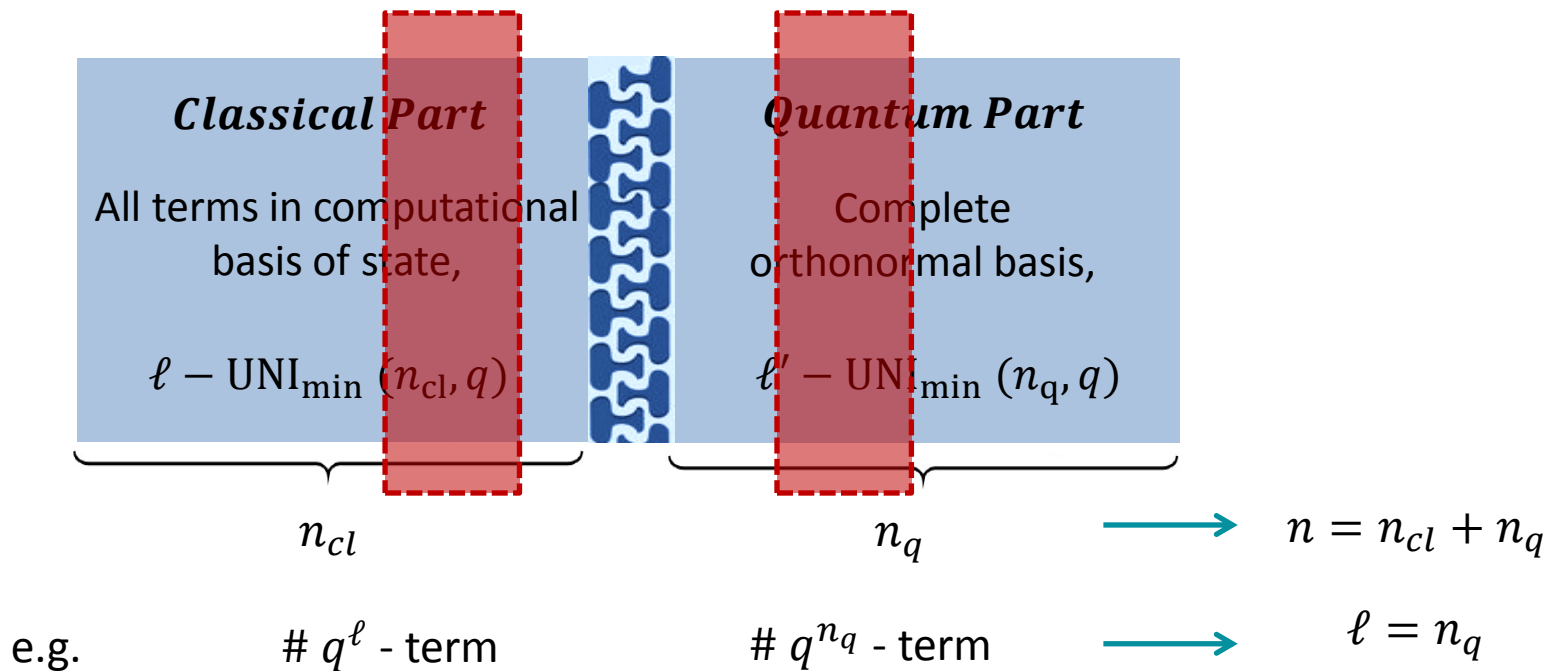 Classical Part
All terms in computational
basis of state,
ℓ − UNI_min (n_cl, q)
Quantum Part
Complete
orthonormal basis,
ℓ′ − UNI_min (n_q, q)
n_cl
n_q
n = n_cl + n_q
e.g.
# q^ℓ - term
# q^{n_q} - term
ℓ = n_q